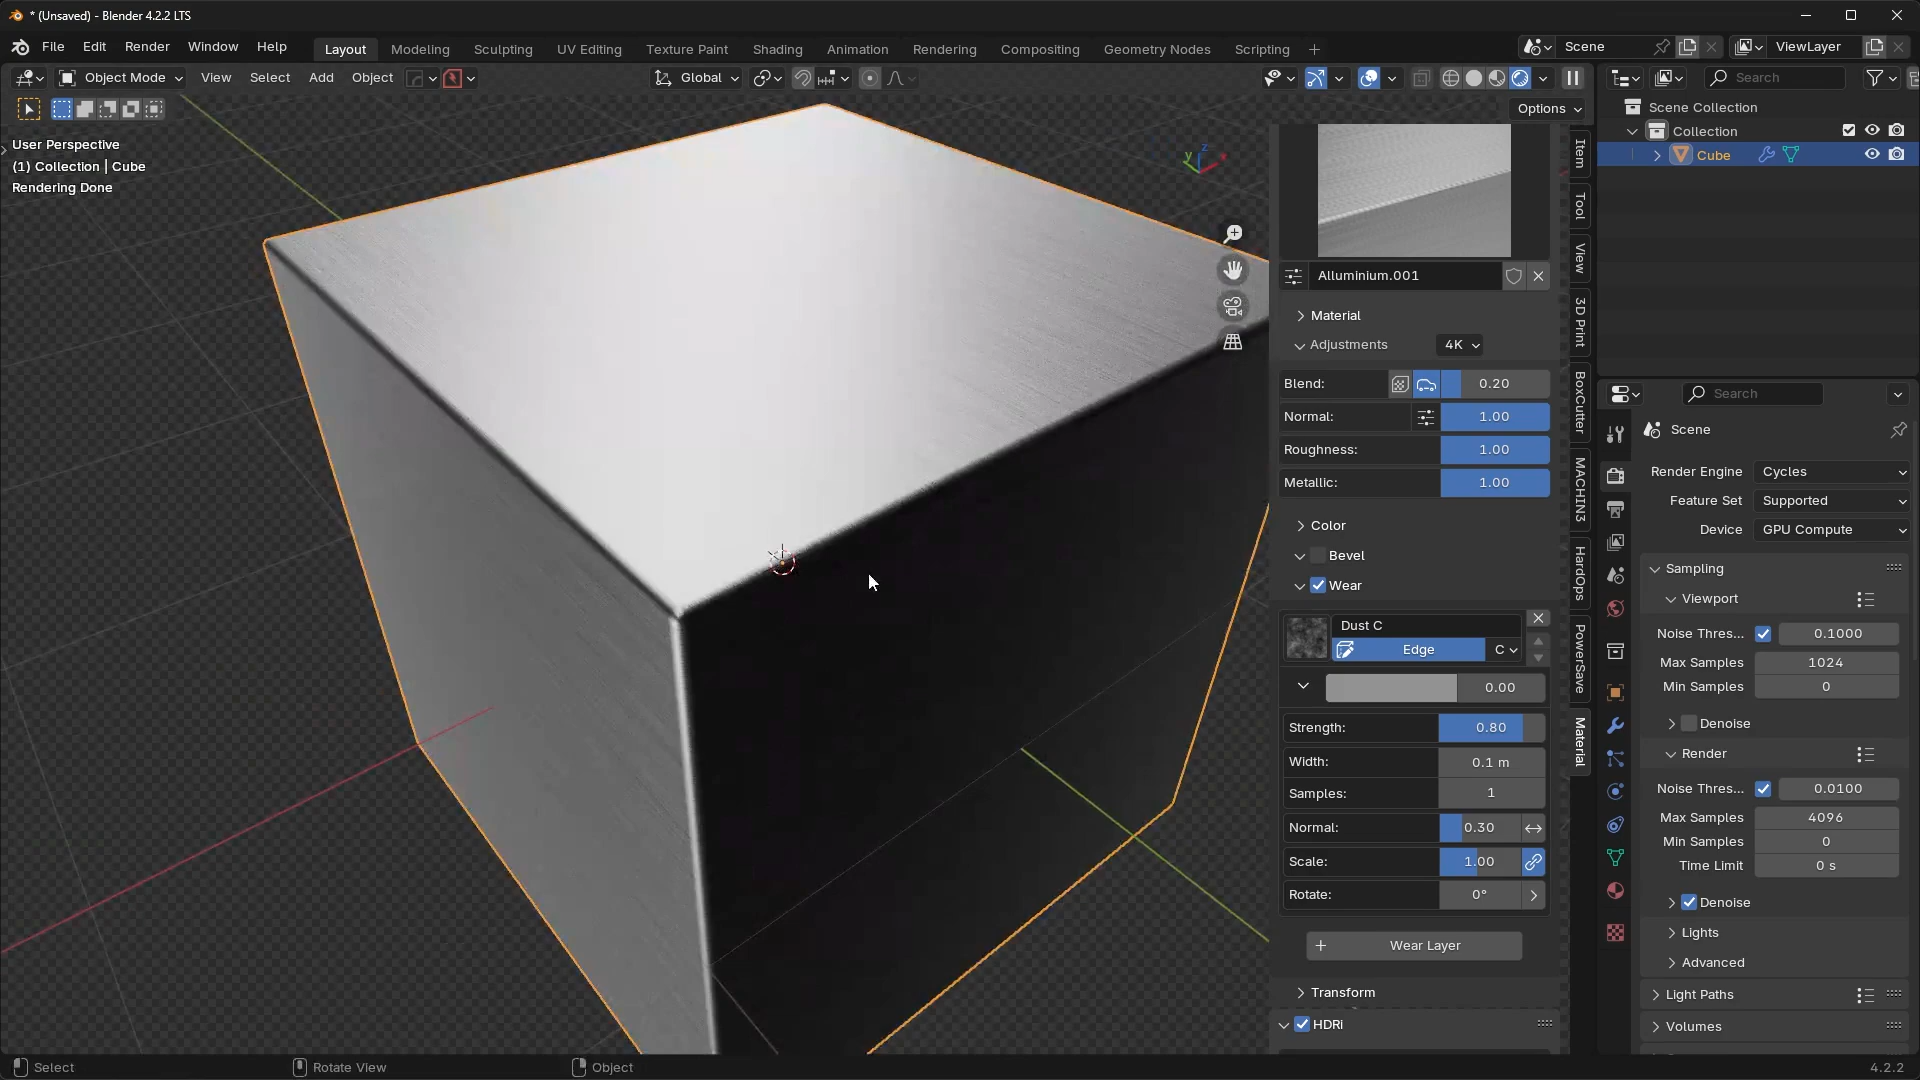 * (Unsaved) - Blender 4.2.2 LTS
File Edit Render Window Help
Layout Modeling Sculpting UV Editing Texture Paint Shading Animation Rendering Compositing Geometry Nodes Scripting +
Scene
ViewLayer
Object Mode View Select Add Object
Global
Search
Options
User Perspective
(1) Collection | Cube
Rendering Done
y z x
Scene Collection
Collection
Cube
Item
Tool
View
3D Print
BoxCutter
MACHIN3
HardOps
PowerSave
Material
Alluminium.001
Material
Adjustments 4K
Blend: 0.20
Normal: 1.00
Roughness: 1.00
Metallic: 1.00
Color
Bevel
Wear
Dust C
Edge C
0.00
Strength: 0.80
Width: 0.1 m
Samples: 1
Normal: 0.30
Scale: 1.00
Rotate: 0°
+ Wear Layer
Transform
HDRi
Search
Scene
Render Engine Cycles
Feature Set Supported
Device GPU Compute
Sampling
Viewport
Noise Thres... 0.1000
Max Samples 1024
Min Samples 0
Denoise
Render
Noise Thres... 0.0100
Max Samples 4096
Min Samples 0
Time Limit 0 s
Denoise
Lights
Advanced
Light Paths
Volumes
Select Rotate View Object
4.2.2